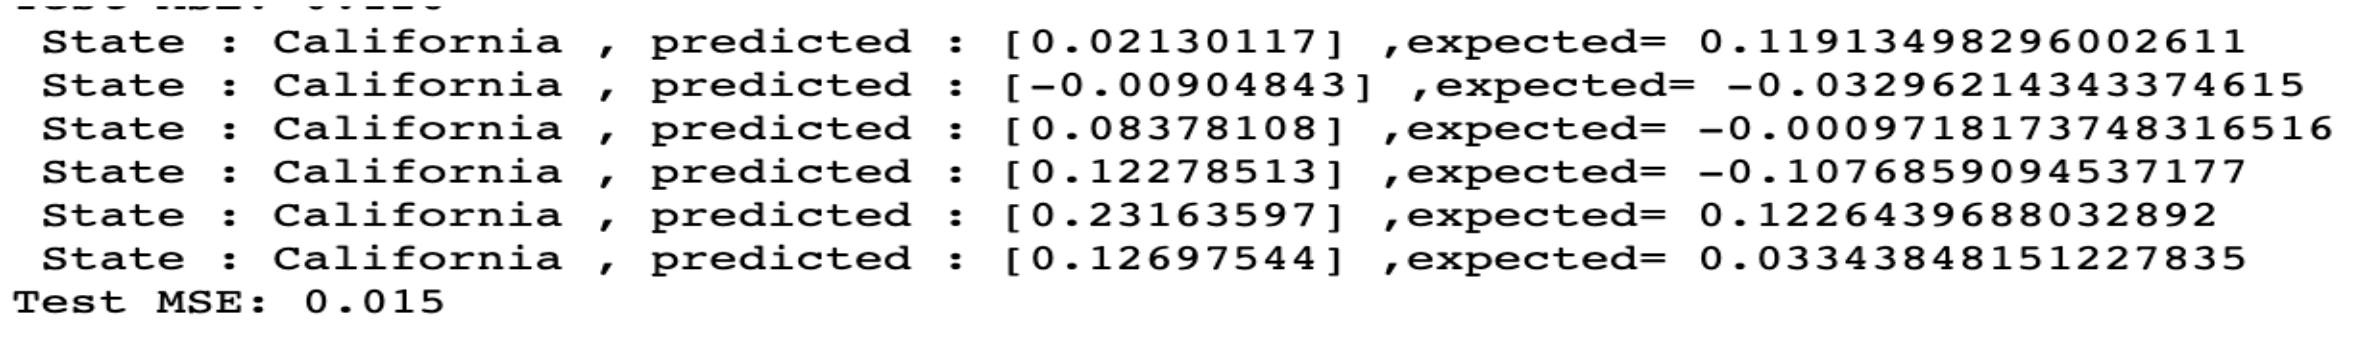 State : California , predicted : [0.02130117] ,expected= 0.11913498296002611
State : California , predicted : [-0.00904843] ,expected= -0.03296214343374615
State : California , predicted : [0.08378108] ,expected= -0.0009718173748316516
State : California , predicted : [0.12278513] ,expected= -0.1076859094537177
State : California , predicted : [0.23163597] ,expected= 0.1226439688032892
State : California , predicted : [0.12697544] ,expected= 0.03343848151227835
Test MSE: 0.015